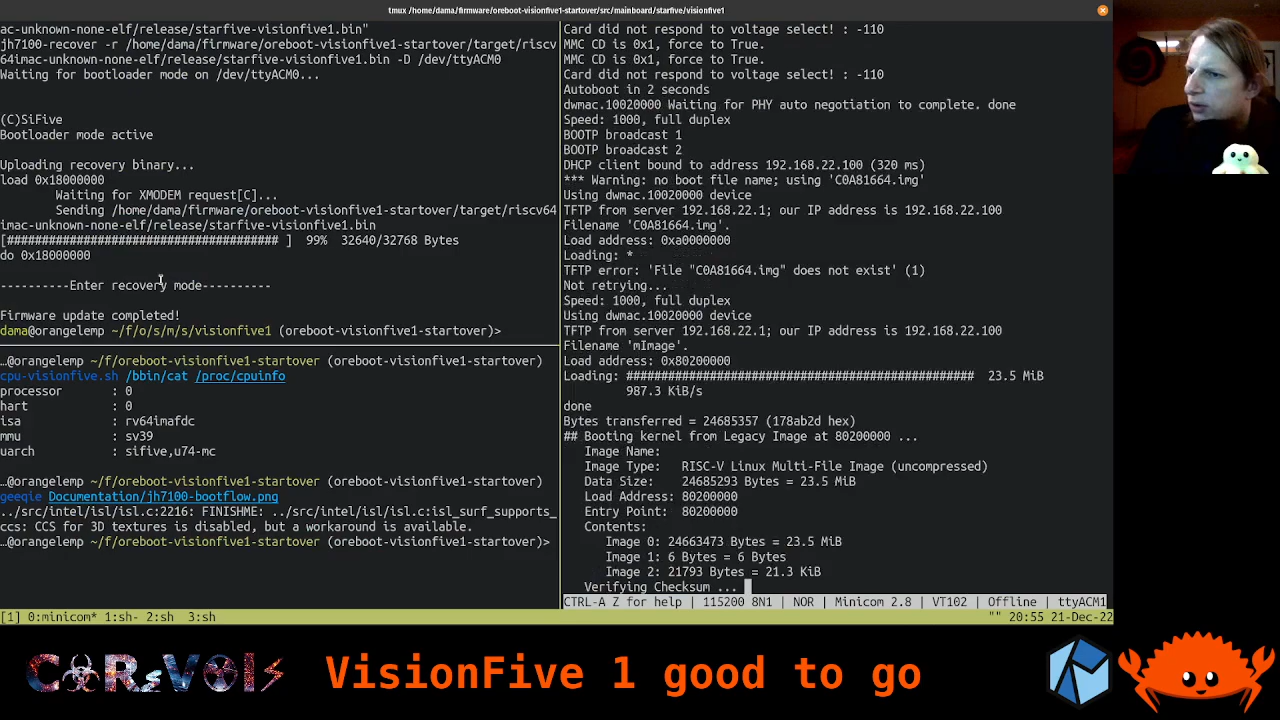 tmux /home/dama/firmware/oreboot-visionfive1-startover/src/mainboard/starfive/visionfive1
ac-unknown-none-elf/release/starfive-visionfive1.bin"
jh7100-recover -r /home/dama/firmware/oreboot-visionfive1-startover/target/riscv
64imac-unknown-none-elf/release/starfive-visionfive1.bin -D /dev/ttyACM0
Waiting for bootloader mode on /dev/ttyACM0...
(C)SiFive
Bootloader mode active
Uploading recovery binary...
load 0x18000000
Waiting for XMODEM request[C]...
Sending /home/dama/firmware/oreboot-visionfive1-startover/target/riscv64
imac-unknown-none-elf/release/starfive-visionfive1.bin
[####################################### ] 99% 32640/32768 Bytes
do 0x18000000
----------Enter recovery mode----------
Firmware update completed!
dama@orangelemp ~/f/o/s/m/s/visionfive1 (oreboot-visionfive1-startover)>
…@orangelemp ~/f/oreboot-visionfive1-startover (oreboot-visionfive1-startover)
cpu-visionfive.sh /bbin/cat /proc/cpuinfo
processor : 0
hart : 0
isa : rv64imafdc
mmu : sv39
uarch : sifive,u74-mc
…@orangelemp ~/f/oreboot-visionfive1-startover (oreboot-visionfive1-startover)
geeqie Documentation/jh7100-bootflow.png
../src/intel/isl/isl.c:2216: FINISHME: ../src/intel/isl/isl.c:isl_surf_supports_
ccs: CCS for 3D textures is disabled, but a workaround is available.
…@orangelemp ~/f/oreboot-visionfive1-startover (oreboot-visionfive1-startover)>
Card did not respond to voltage select! : -110
MMC CD is 0x1, force to True.
MMC CD is 0x1, force to True.
Card did not respond to voltage select! : -110
Autoboot in 2 seconds
dwmac.10020000 Waiting for PHY auto negotiation to complete. done
Speed: 1000, full duplex
BOOTP broadcast 1
BOOTP broadcast 2
DHCP client bound to address 192.168.22.100 (320 ms)
*** Warning: no boot file name; using 'C0A81664.img'
Using dwmac.10020000 device
TFTP from server 192.168.22.1; our IP address is 192.168.22.100
Filename 'C0A81664.img'.
Load address: 0xa0000000
Loading: *
TFTP error: 'File "C0A81664.img" does not exist' (1)
Not retrying...
Speed: 1000, full duplex
Using dwmac.10020000 device
TFTP from server 192.168.22.1; our IP address is 192.168.22.100
Filename 'mImage'.
Load address: 0x80200000
Loading: ################################################## 23.5 MiB
987.3 KiB/s
done
Bytes transferred = 24685357 (178ab2d hex)
## Booting kernel from Legacy Image at 80200000 ...
Image Name:
Image Type: RISC-V Linux Multi-File Image (uncompressed)
Data Size: 24685293 Bytes = 23.5 MiB
Load Address: 80200000
Entry Point: 80200000
Contents:
Image 0: 24663473 Bytes = 23.5 MiB
Image 1: 6 Bytes = 6 Bytes
Image 2: 21793 Bytes = 21.3 KiB
Verifying Checksum ...
CTRL-A Z for help | 115200 8N1 | NOR | Minicom 2.8 | VT102 | Offline | ttyACM1
[1] 0:minicom* 1:sh- 2:sh 3:sh "" 20:55 21-Dec-22
VisionFive 1 good to go